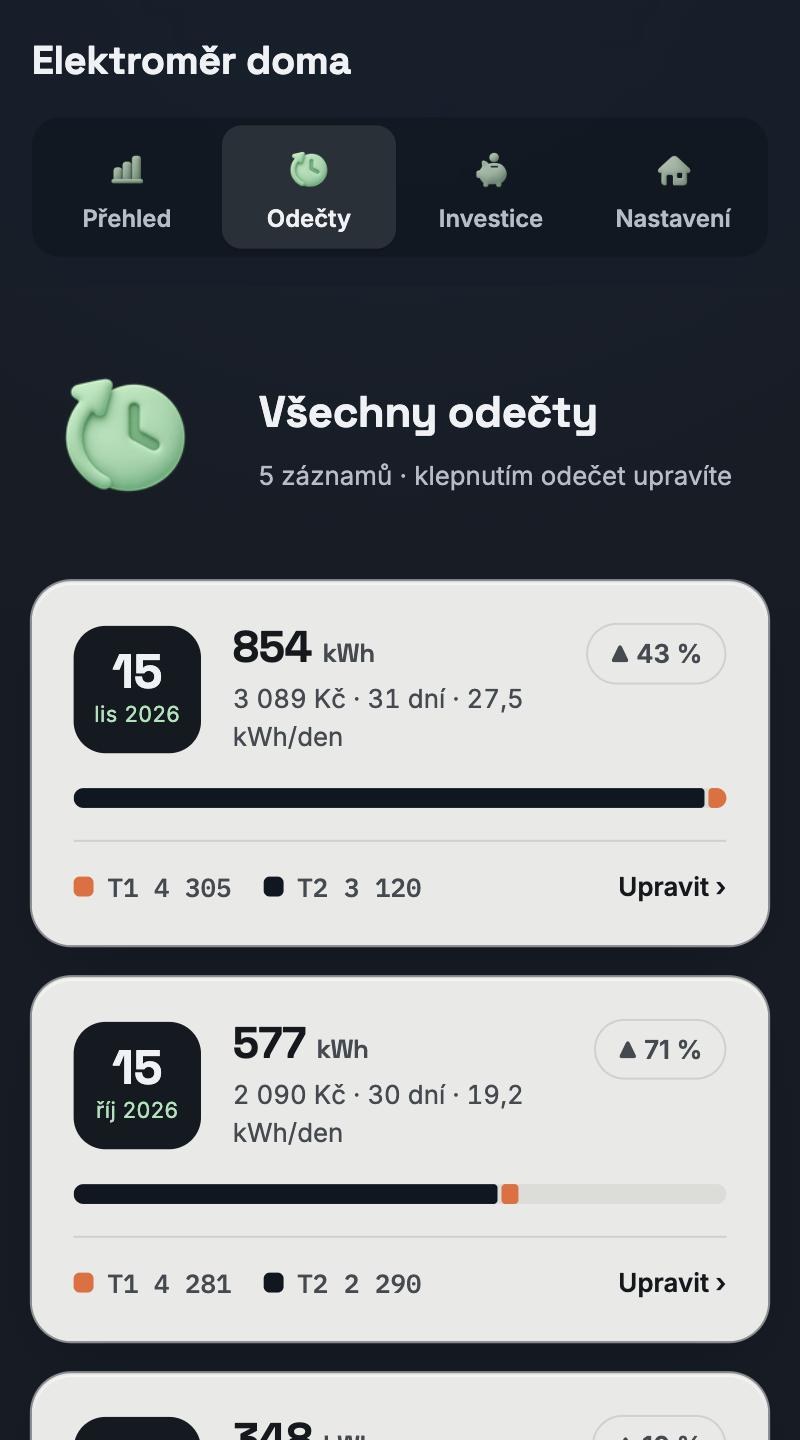 Elektroměr doma
Přehled
Odečty
Investice
Nastavení
Všechny odečty
5 záznamů · klepnutím odečet upravíte
15
lis 2026
854 kWh
3 089 Kč · 31 dní · 27,5
kWh/den
▲ 43 %
T1 4 305
T2 3 120
Upravit ›
15
říj 2026
577 kWh
2 090 Kč · 30 dní · 19,2
kWh/den
▲ 71 %
T1 4 281
T2 2 290
Upravit ›
348 kWh